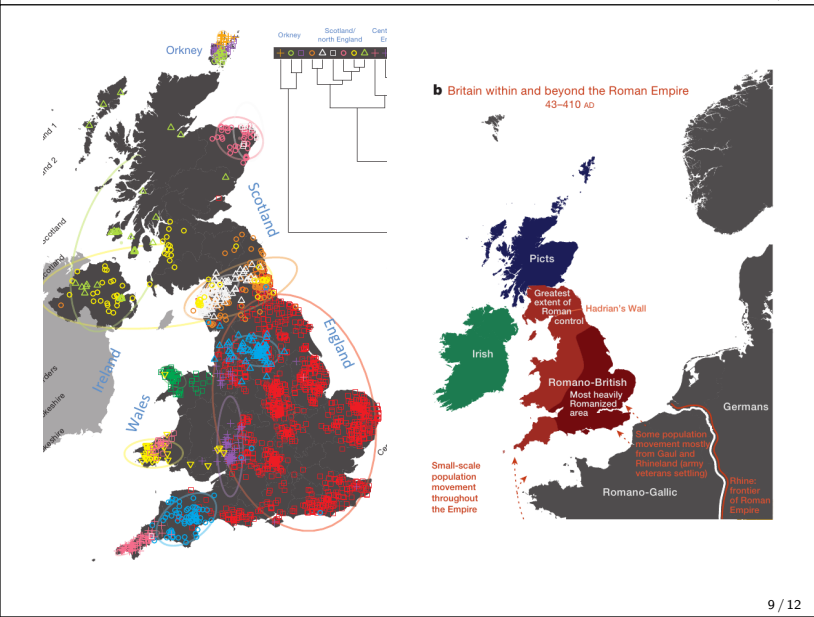 Orkney
Scotland/
north England
Orkney
Scotland
England
Ireland
Wales
b Britain within and beyond the Roman Empire
43–410 AD
Picts
Greatest
extent of
Roman
control
Hadrian's Wall
Irish
Romano-British
Most heavily
Romanized
area
Germans
Some population
movement mostly
from Gaul and
Rhineland (army
veterans settling)
Small-scale
population
movement
throughout
the Empire
Romano-Gallic
Rhine:
frontier
of Roman
Empire
9 / 12